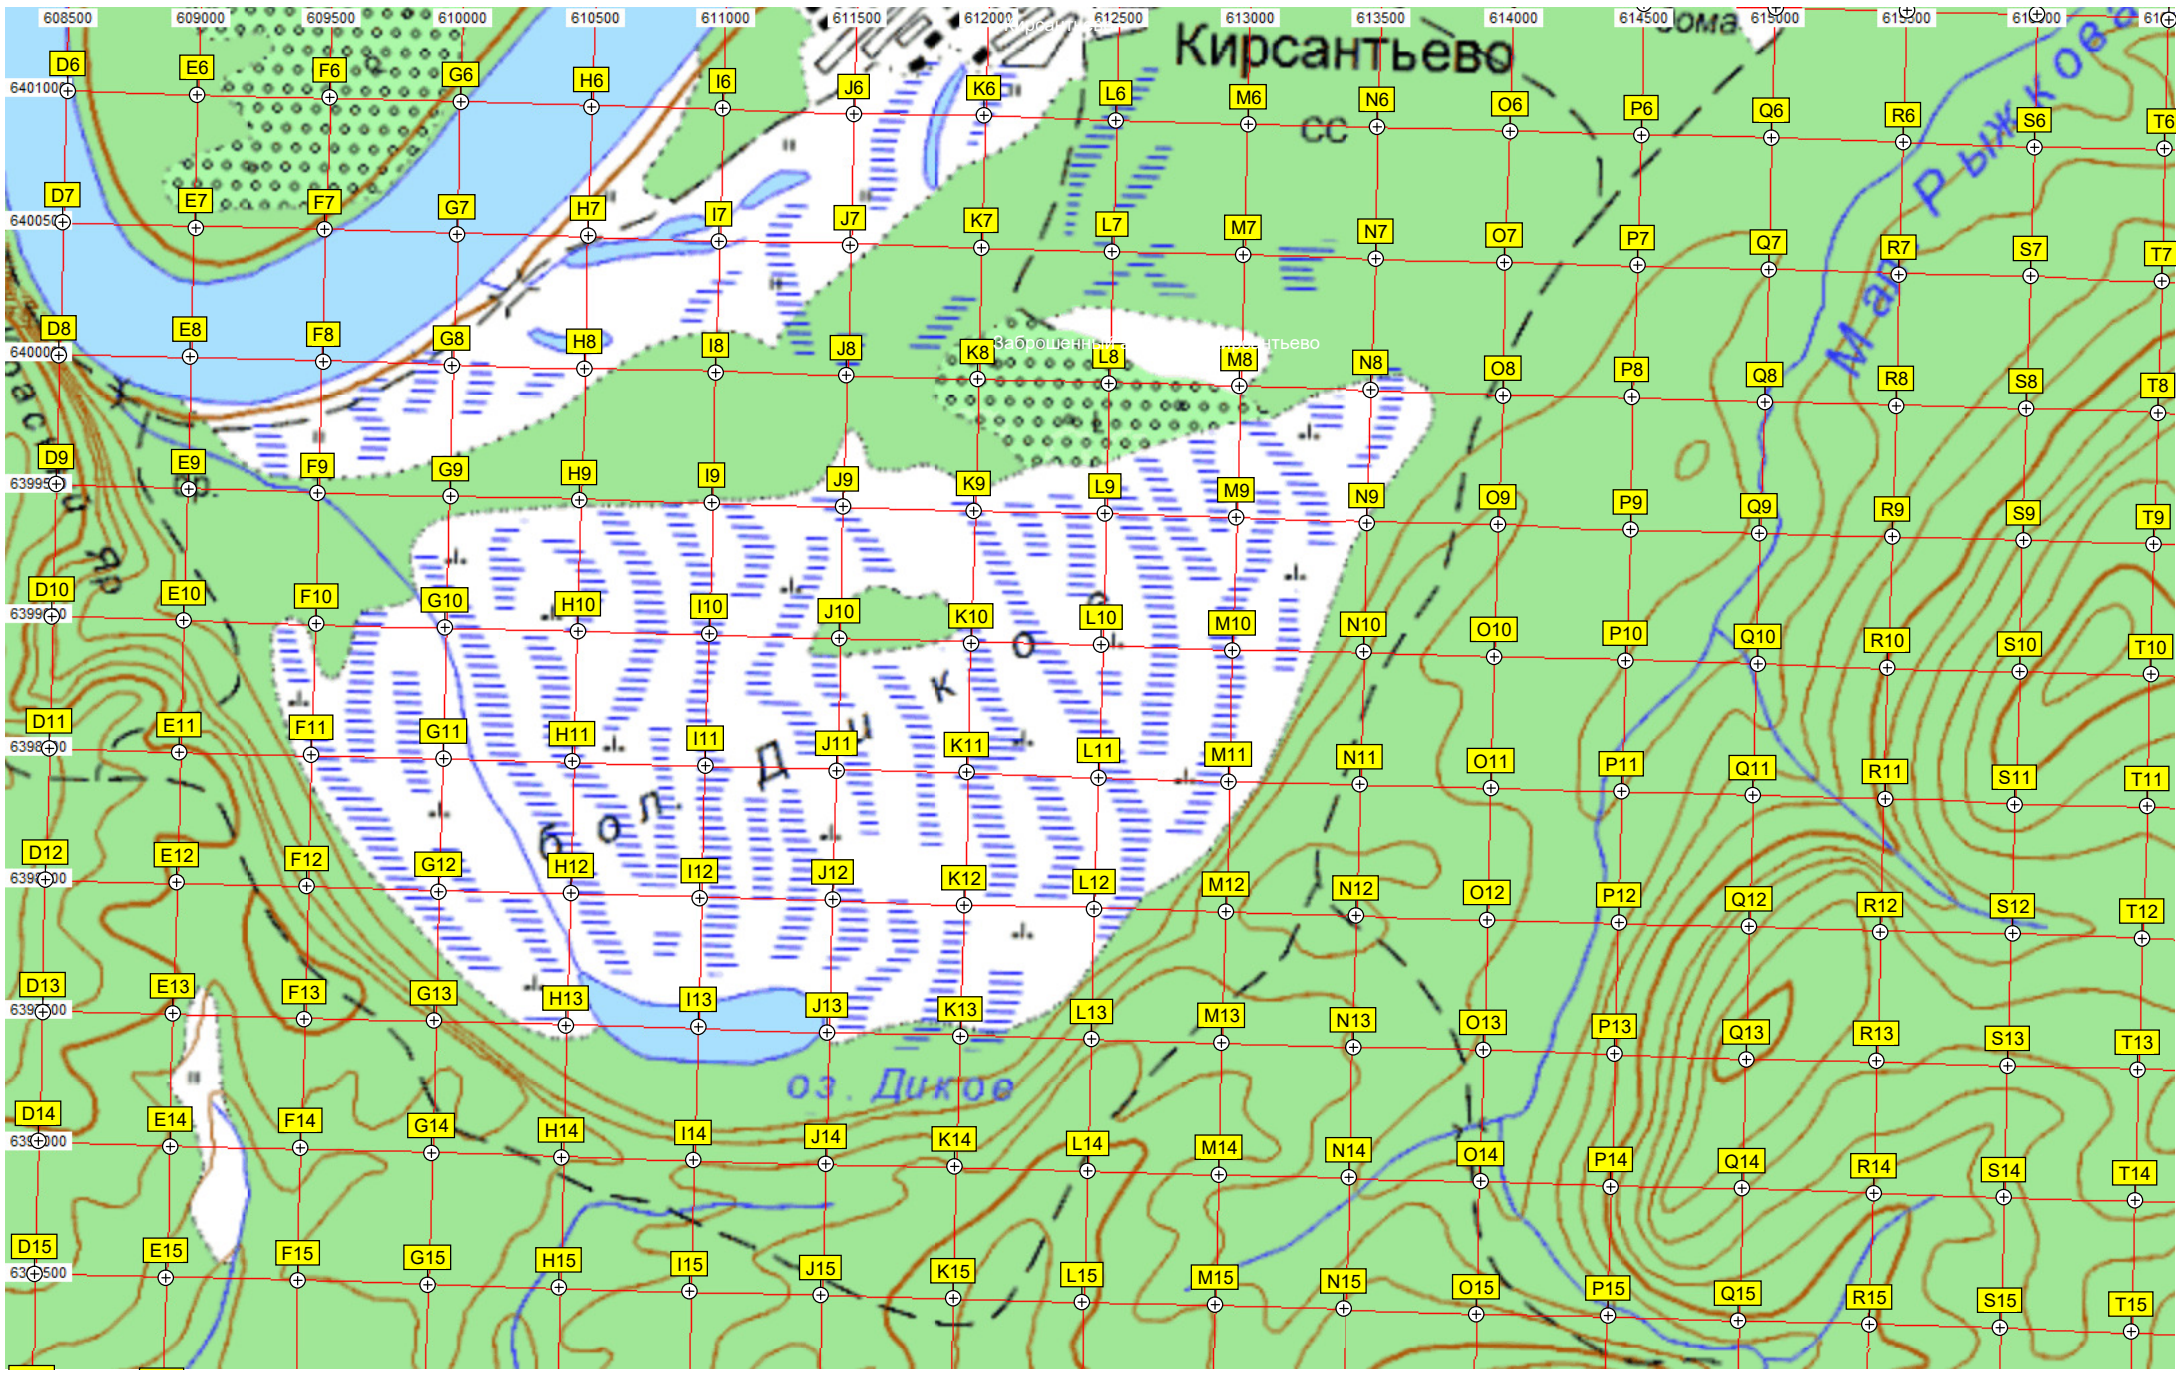 608500 609000 609500 610000 610500 611000 611500 612000 612500 613000 613500 614000 614500 615000 615500
Кирсантьево
Кирсантьево
D6 E6 F6 G6 H6 I6 J6 K6 L6 M6 N6 O6 P6 Q6 R6 S6 T6
6401000
СС
Мал. Рыжкова
D7 E7 F7 G7 H7 I7 J7 K7 L7 M7 N7 O7 P7 Q7 R7 S7 T7
D8 E8 F8 G8 H8 I8 J8 K8 L8 M8 N8 O8 P8 Q8 R8 S8 T8
D9 E9 F9 G9 H9 I9 J9 K9 L9 M9 N9 O9 P9 Q9 R9 S9 T9
яр
D10 E10 F10 G10 H10 I10 J10 K10 L10 M10 N10 O10 P10 Q10 R10 S10 T10
бол. Диково
D11 E11 F11 G11 H11 I11 J11 K11 L11 M11 N11 O11 P11 Q11 R11 S11 T11
D12 E12 F12 G12 H12 I12 J12 K12 L12 M12 N12 O12 P12 Q12 R12 S12 T12
D13 E13 F13 G13 H13 I13 J13 K13 L13 M13 N13 O13 P13 Q13 R13 S13 T13
оз. Диков
D14 E14 F14 G14 H14 I14 J14 K14 L14 M14 N14 O14 P14 Q14 R14 S14 T14
D15 E15 F15 G15 H15 I15 J15 K15 L15 M15 N15 O15 P15 Q15 R15 S15 T15